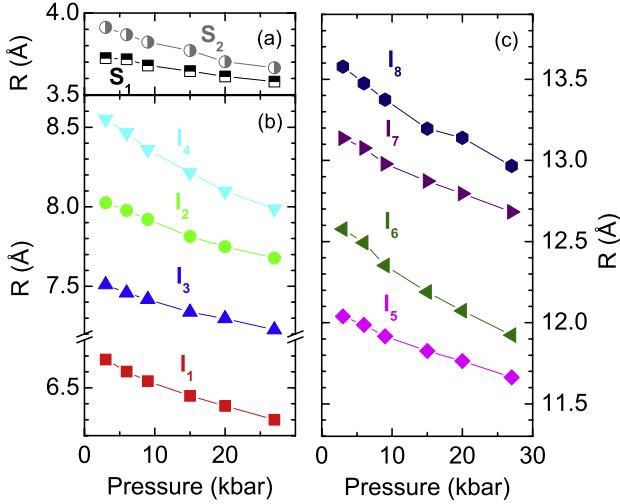 4.0
3.5
R (Å)
S₂
S₁
(a)
8.5
8.0
7.5
6.5
R (Å)
(b)
I₄
I₂
I₃
I₁
0 10 20
Pressure (kbar)
(c)
I₈
I₇
I₆
I₅
13.5
13.0
12.5
12.0
11.5
R (Å)
0 10 20 30
Pressure (kbar)